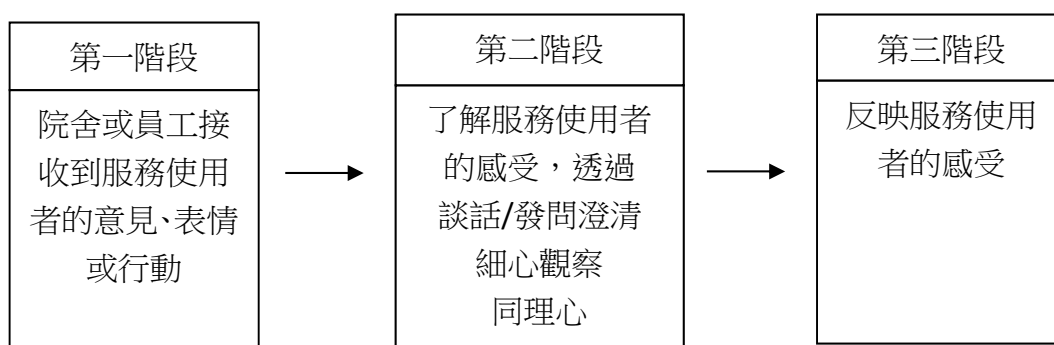 第一階段
院舍或員工接
收到服務使用
者的意見、表情
或行動
第二階段
了解服務使用者
的感受，透過
談話/發問澄清
細心觀察
同理心
第三階段
反映服務使用
者的感受